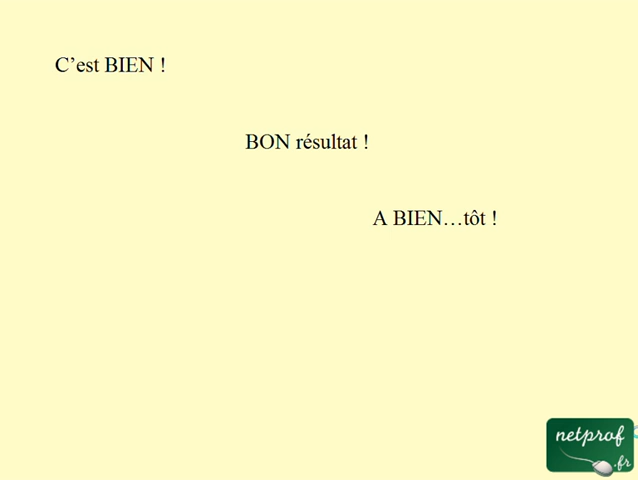 C’est BIEN !
BON résultat !
A BIEN…tôt !
netprof
.fr